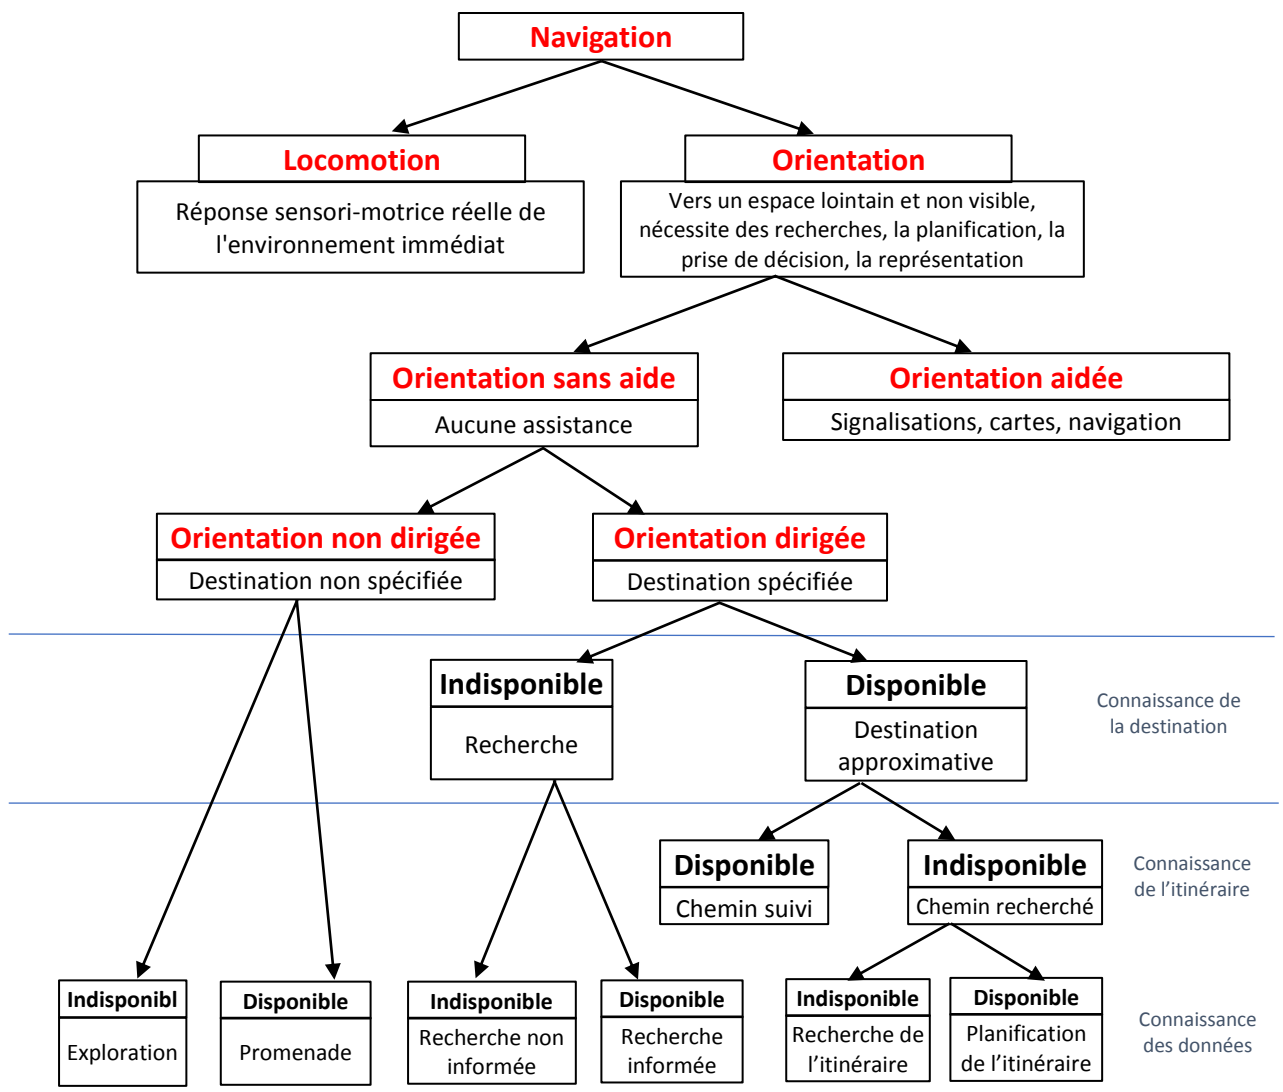 Navigation
Locomotion
Réponse sensori-motrice réelle de
l'environnement immédiat
Orientation
Vers un espace lointain et non visible,
nécessite des recherches, la planification, la
prise de décision, la représentation
Orientation sans aide
Aucune assistance
Orientation aidée
Signalisations, cartes, navigation
Orientation non dirigée
Destination non spécifiée
Orientation dirigée
Destination spécifiée
Indisponible
Recherche
Disponible
Destination
approximative
Connaissance de
la destination
Disponible
Chemin suivi
Indisponible
Chemin recherché
Connaissance
de l’itinéraire
Indisponibl
Exploration
Disponible
Promenade
Indisponible
Recherche non
informée
Disponible
Recherche
informée
Indisponible
Recherche de
l’itinéraire
Disponible
Planification
de l’itinéraire
Connaissance
des données